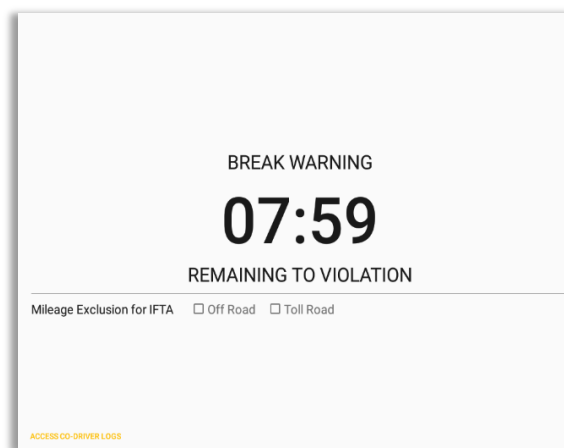 BREAK WARNING
07:59
REMAINING TO VIOLATION
Mileage Exclusion for IFTA Off Road Toll Road
ACCESS CO-DRIVER LOGS